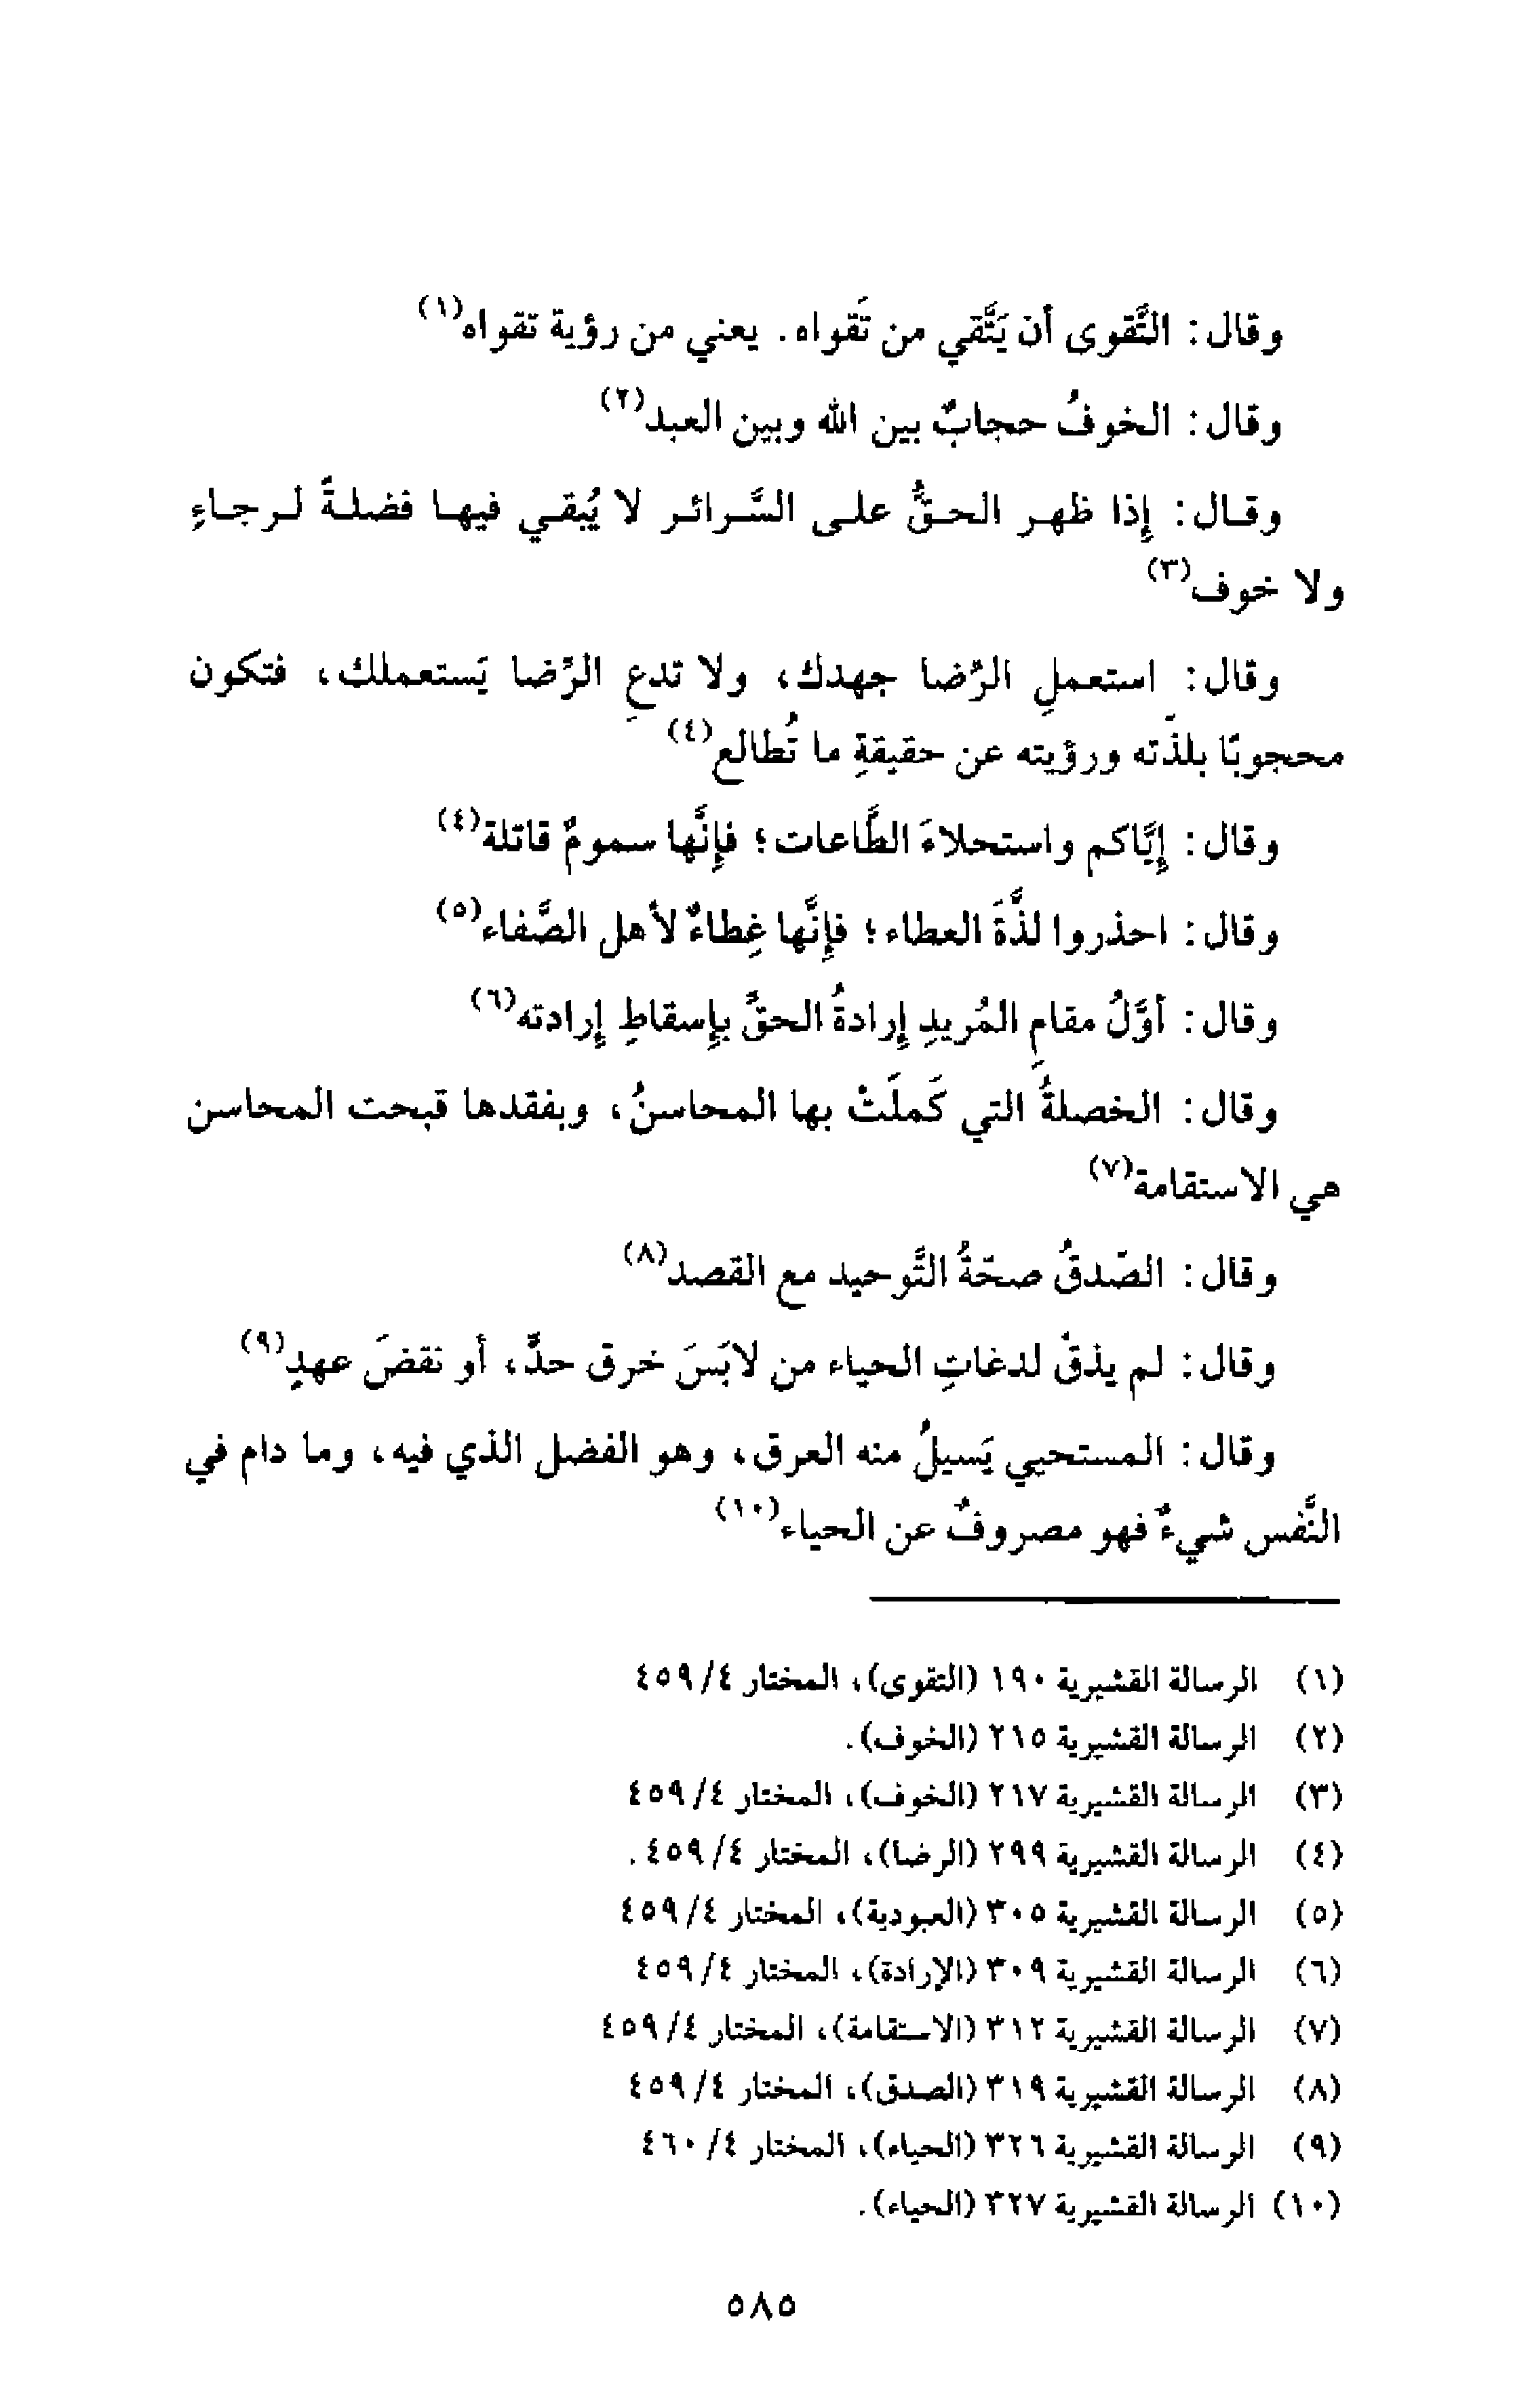 وقال: التَّقوى أن يَتَّقي من تَقواه. يعني من رؤية تقواه(١)
وقال: الخوفُ حجابٌ بين الله وبين العبد(٢)
وقال: إذا ظهر الحقُّ على السَّرائر لا يُبقي فيها فضلةً لرجاءٍ
ولا خوف(٣)
وقال: استعملِ الرِّضا جهدك، ولا تدعِ الرِّضا يَستعملك، فتكون
محجوبًا بلذّته ورؤيته عن حقيقةِ ما تُطالع(٤)
وقال: إيَّاكم واستحلاءَ الطَّاعات؛ فإنَّها سمومٌ قاتلة(٤)
وقال: احذروا لذَّةَ العطاء؛ فإنَّها غِطاءٌ لأهل الصَّفاء(٥)
وقال: أوَّلُ مقامِ المُريدِ إرادةُ الحقِّ بإسقاطِ إرادته(٦)
وقال: الخصلةُ التي كَملَتْ بها المحاسنُ، وبفقدها قبحت المحاسن
هي الاستقامة(٧)
وقال: الصّدقُ صحّةُ التَّوحيد مع القصد(٨)
وقال: لم يذقْ لدغاتِ الحياء من لابَسَ خرق حدٍّ، أو نقضَ عهدٍ(٩)
وقال: المستحيي يَسيلُ منه العرق، وهو الفضل الذي فيه، وما دام في
النَّفس شيءٌ فهو مصروفٌ عن الحياء(١٠)
(١) الرسالة القشيرية ١٩٠ (التقوى)، المختار ٤/ ٤٥٩
(٢) الرسالة القشيرية ٢١٥ (الخوف).
(٣) الرسالة القشيرية ٢١٧ (الخوف)، المختار ٤/ ٤٥٩
(٤) الرسالة القشيرية ٢٩٩ (الرضا)، المختار ٤/ ٤٥٩.
(٥) الرسالة القشيرية ٣٠٥ (العبودية)، المختار ٤/ ٤٥٩
(٦) الرسالة القشيرية ٣٠٩ (الإرادة)، المختار ٤/ ٤٥٩
(٧) الرسالة القشيرية ٣١٢ (الاستقامة)، المختار ٤/ ٤٥٩
(٨) الرسالة القشيرية ٣١٩ (الصدق)، المختار ٤/ ٤٥٩
(٩) الرسالة القشيرية ٣٢٦ (الحياء)، المختار ٤/ ٤٦٠
(١٠) الرسالة القشيرية ٣٢٧ (الحياء).
٥٨٥